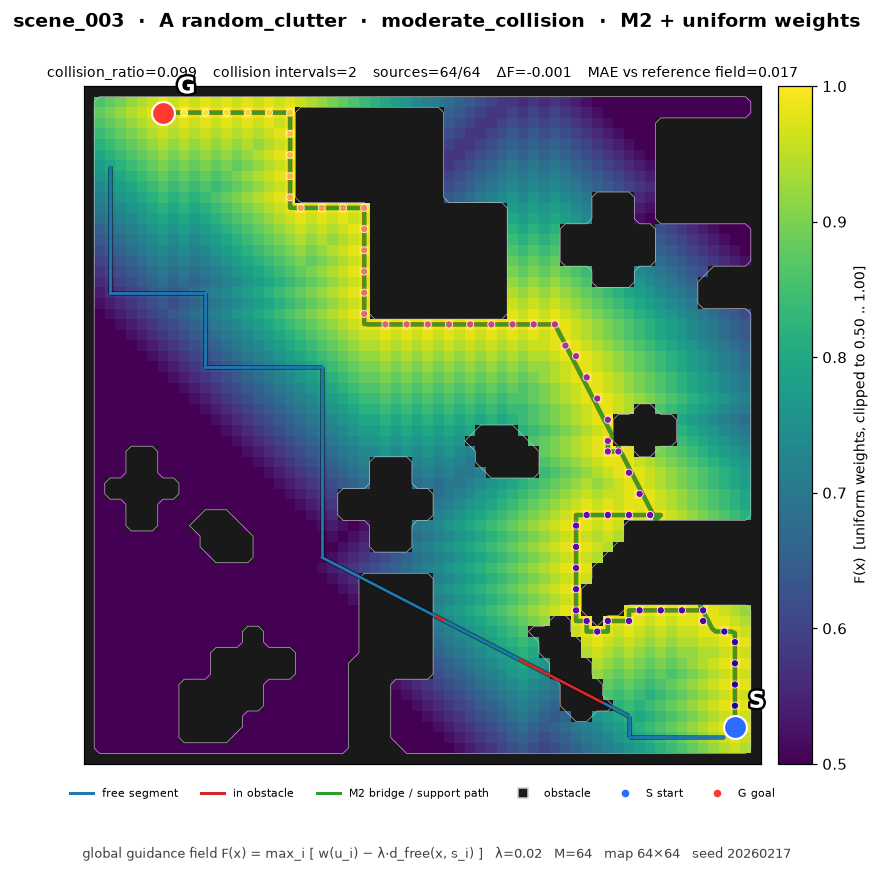 scene_003 · A random_clutter · moderate_collision · M2 + uniform weights
collision_ratio=0.099 collision intervals=2 sources=64/64 ΔF=-0.001 MAE vs reference field=0.017
G
S
1.0
0.9
0.8
0.7
0.6
0.5
F(x) [uniform weights, clipped to 0.50 .. 1.00]
free segment
in obstacle
M2 bridge / support path
obstacle
S start
G goal
global guidance field F(x) = max_i [ w(u_i) − λ·d_free(x, s_i) ] λ=0.02 M=64 map 64×64 seed 20260217